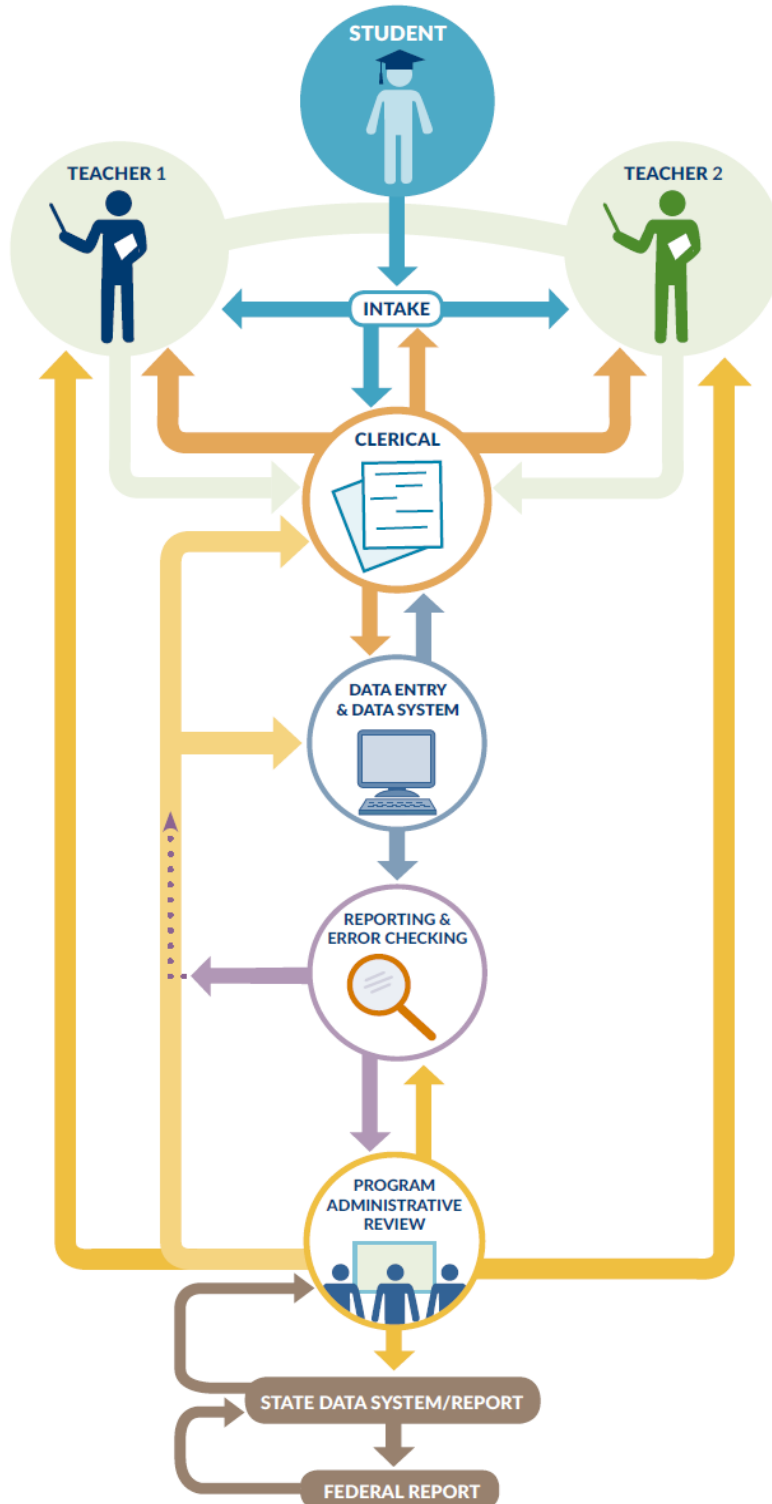 STUDENT
TEACHER 1
TEACHER 2
INTAKE
CLERICAL
DATA ENTRY
& DATA SYSTEM
REPORTING &
ERROR CHECKING
PROGRAM
ADMINISTRATIVE
REVIEW
STATE DATA SYSTEM/REPORT
FEDERAL REPORT